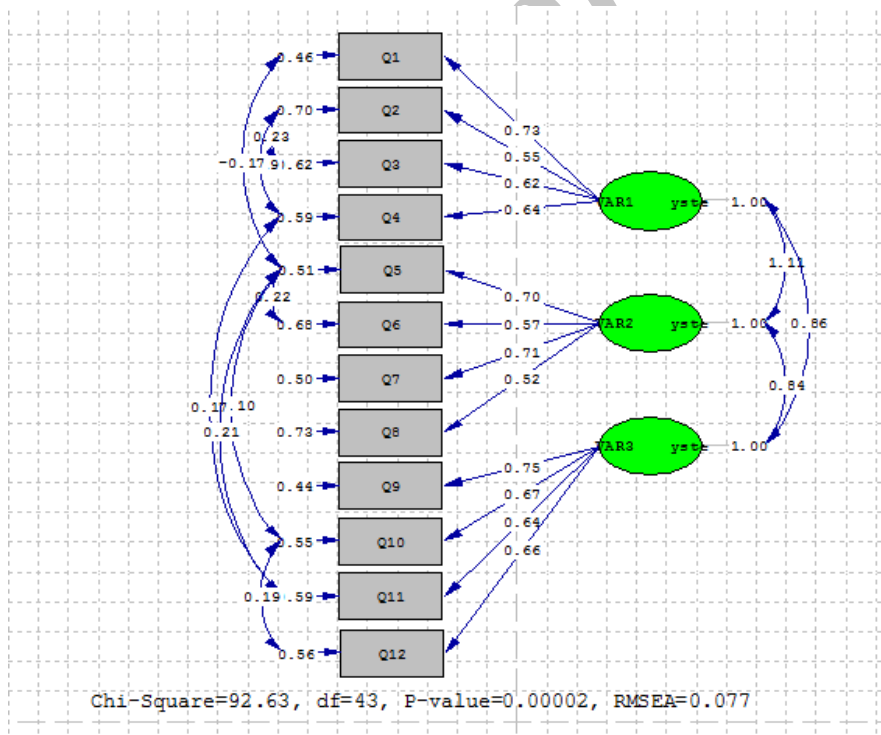 0.46 Q1
0.70 Q2
0.73
0.23
0.55
-0.17 .62 Q3
0.62
0.59 Q4
0.64
VAR1 yste 1.00
0.51 Q5
1.11
0.22
0.70
0.68 Q6
0.57
VAR2 yste 1.00 0.86
0.71
0.50 Q7
0.52
0.84
0.17 .10
0.21 0.73 Q8
VAR3 yste 1.00
0.75
0.44 Q9
0.67
0.64
0.55 Q10
0.66
0.19 .59 Q11
0.56 Q12
Chi-Square=92.63, df=43, P-value=0.00002, RMSEA=0.077